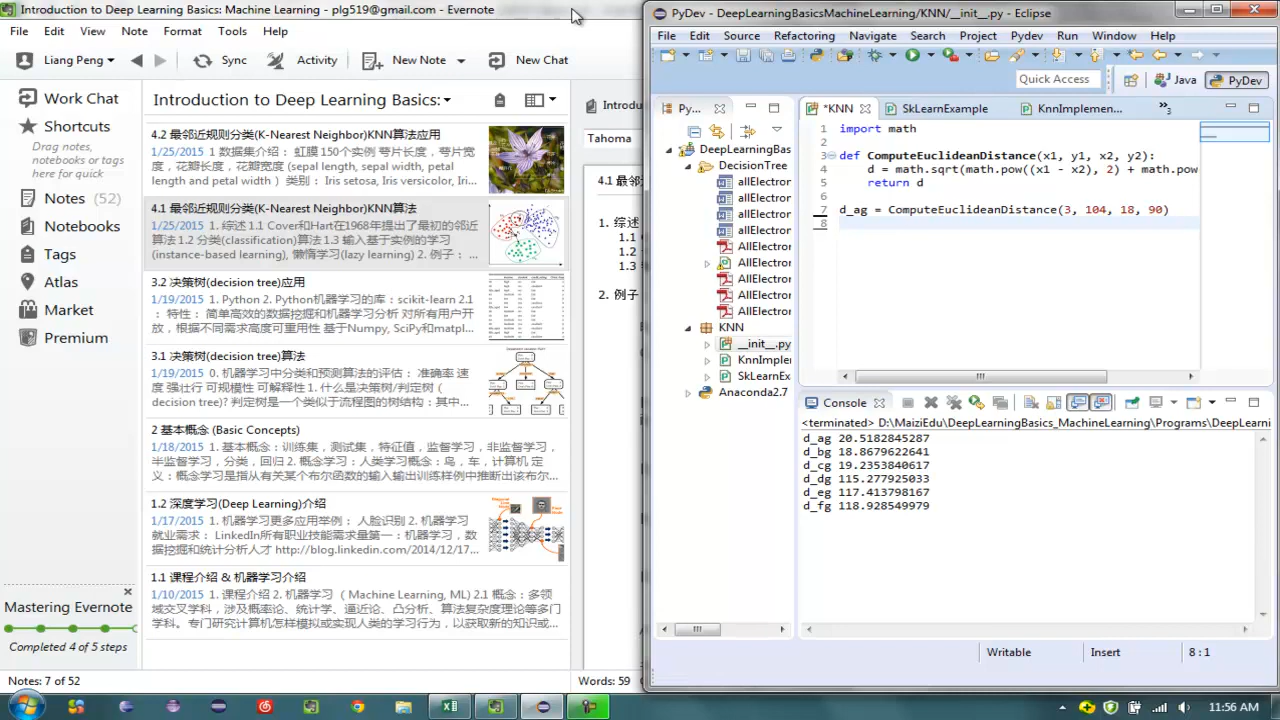 Introduction to Deep Learning Basics: Machine Learning - plg519@gmail.com - Evernote
File Edit View Note Format Tools Help
Liang Peng Sync Activity New Note New Chat
Work Chat
Shortcuts
Drag notes,
notebooks or tags
here for quick
Notes (52)
Notebooks
Tags
Atlas
Market
Premium
Mastering Evernote
Completed 4 of 5 steps
Introduction to Deep Learning Basics:
4.2 最邻近规则分类(K-Nearest Neighbor)KNN算法应用
1/25/2015 1 数据集介绍： 虹膜 150个实例 萼片长度，萼片宽
度，花瓣长度，花瓣宽度 (sepal length, sepal width, petal
length and petal width ） 类别： Iris setosa, Iris versicolor, Iri...
4.1 最邻近规则分类(K-Nearest Neighbor)KNN算法
1/25/2015 1. 综述 1.1 Cover和Hart在1968年提出了最初的邻近
算法 1.2 分类(classification)算法 1.3 输入基于实例的学习
(instance-based learning), 懒惰学习(lazy learning) 2. 例子： ...
3.2 决策树(decision tree)应用
1/19/2015 1. Python Python机器学习的库：scikit-learn 2.1
： 特性： 简单高效的数据挖掘和机器学习分析 对所有用户开
放，根据不同需求高度可重用性 基于Numpy, SciPy和matpl...
3.1 决策树(decision tree)算法
1/19/2015 0. 机器学习中分类和预测算法的评估： 准确率 速
度 强壮行 可规模性 可解释性 1. 什么是决策树/判定树 (
decision tree)? 判定树是一个类似于流程图的树结构：其中...
2 基本概念 (Basic Concepts)
1/18/2015 1. 基本概念：训练集，测试集，特征值，监督学习，非监督学习，
半监督学习，分类，回归 2. 概念学习：人类学习概念：鸟，车，计算机 定
义：概念学习是指从有关某个布尔函数的输入输出训练样例中推断出该布尔...
1.2 深度学习(Deep Learning)介绍
1/17/2015 1. 机器学习更多应用举例： 人脸识别 2. 机器学习
就业需求： LinkedIn所有职业技能需求量第一：机器学习，数
据挖掘和统计分析人才 http://blog.linkedin.com/2014/12/17...
1.1 课程介绍 & 机器学习介绍
1/10/2015 1. 课程介绍 2. 机器学习 ( Machine Learning, ML) 2.1 概念：多领
域交叉学科，涉及概率论、统计学、逼近论、凸分析、算法复杂度理论等多门
学科。专门研究计算机怎样模拟或实现人类的学习行为，以获取新的知识或...
Notes: 7 of 52
Introdu
Tahoma
4.1 最邻
1. 综述
1.1
1.2
1.3
2. 例子
Words: 59
PyDev - DeepLearningBasicsMachineLearning/KNN/__init__.py - Eclipse
File Edit Source Refactoring Navigate Search Project Pydev Run Window Help
Quick Access Java PyDev
Py...
DeepLearningBas
DecisionTree
allElectron
allElectron
allElectron
allElectron
AllElectror
AllElectror
AllElectror
AllElectror
AllElectror
KNN
__init__.py
KnnImpler
SkLearnEx
Anaconda2.7
*KNN SkLearnExample KnnImplemen... 3
1 import math
2
3 def ComputeEuclideanDistance(x1, y1, x2, y2):
4 d = math.sqrt(math.pow((x1 - x2), 2) + math.pow
5 return d
6
7 d_ag = ComputeEuclideanDistance(3, 104, 18, 90)
8
Console
<terminated> D:\MaiziEdu\DeepLearningBasics_MachineLearning\Programs\DeepLearni
d_ag 20.5182845287
d_bg 18.8679622641
d_cg 19.2353840617
d_dg 115.277925033
d_eg 117.413798167
d_fg 118.928549979
Writable Insert 8 : 1
11:56 AM